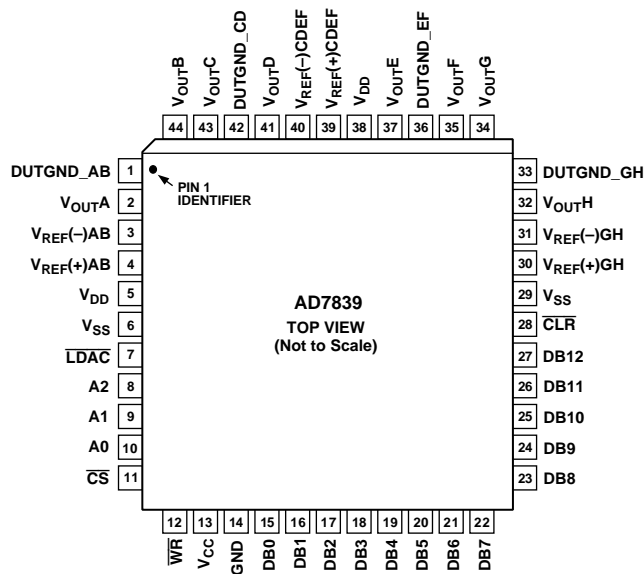 VOUTB
VOUTC
DUTGND_CD
VOUTD
VREF(–)CDEF
VREF(+)CDEF
VDD
VOUTE
DUTGND_EF
VOUTF
VOUTG
44 43 42 41 40 39 38 37 36 35 34
DUTGND_AB 1
VOUTA 2
VREF(–)AB 3
VREF(+)AB 4
VDD 5
VSS 6
LDAC 7
A2 8
A1 9
A0 10
CS 11
PIN 1
IDENTIFIER
AD7839
TOP VIEW
(Not to Scale)
33 DUTGND_GH
32 VOUTH
31 VREF(–)GH
30 VREF(+)GH
29 VSS
28 CLR
27 DB12
26 DB11
25 DB10
24 DB9
23 DB8
12 13 14 15 16 17 18 19 20 21 22
WR
VCC
GND
DB0
DB1
DB2
DB3
DB4
DB5
DB6
DB7